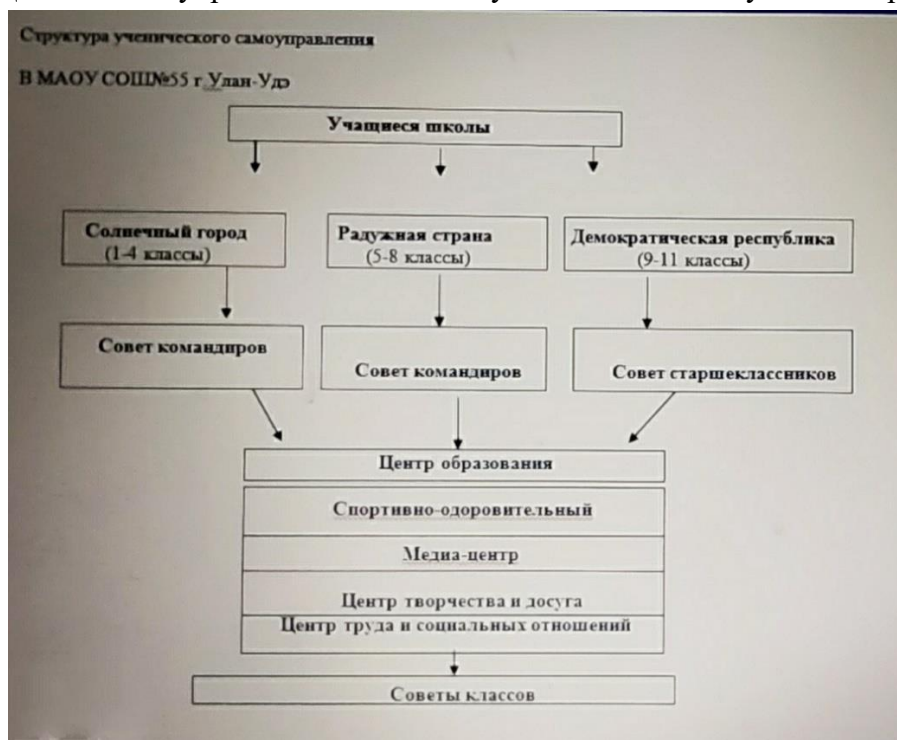 Структура ученического самоуправления
В МАОУ СОШ№55 г Улан-Удэ
Учащиеся школы
Солнечный город
(1-4 классы)
Радужная страна
(5-8 классы)
Демократическая республика
(9-11 классы)
Совет командиров
Совет командиров
Совет старшеклассников
Центр образования
Спортивно-одоровительный
Медиа-центр
Центр творчества и досуга
Центр труда и социальных отношений
Советы классов